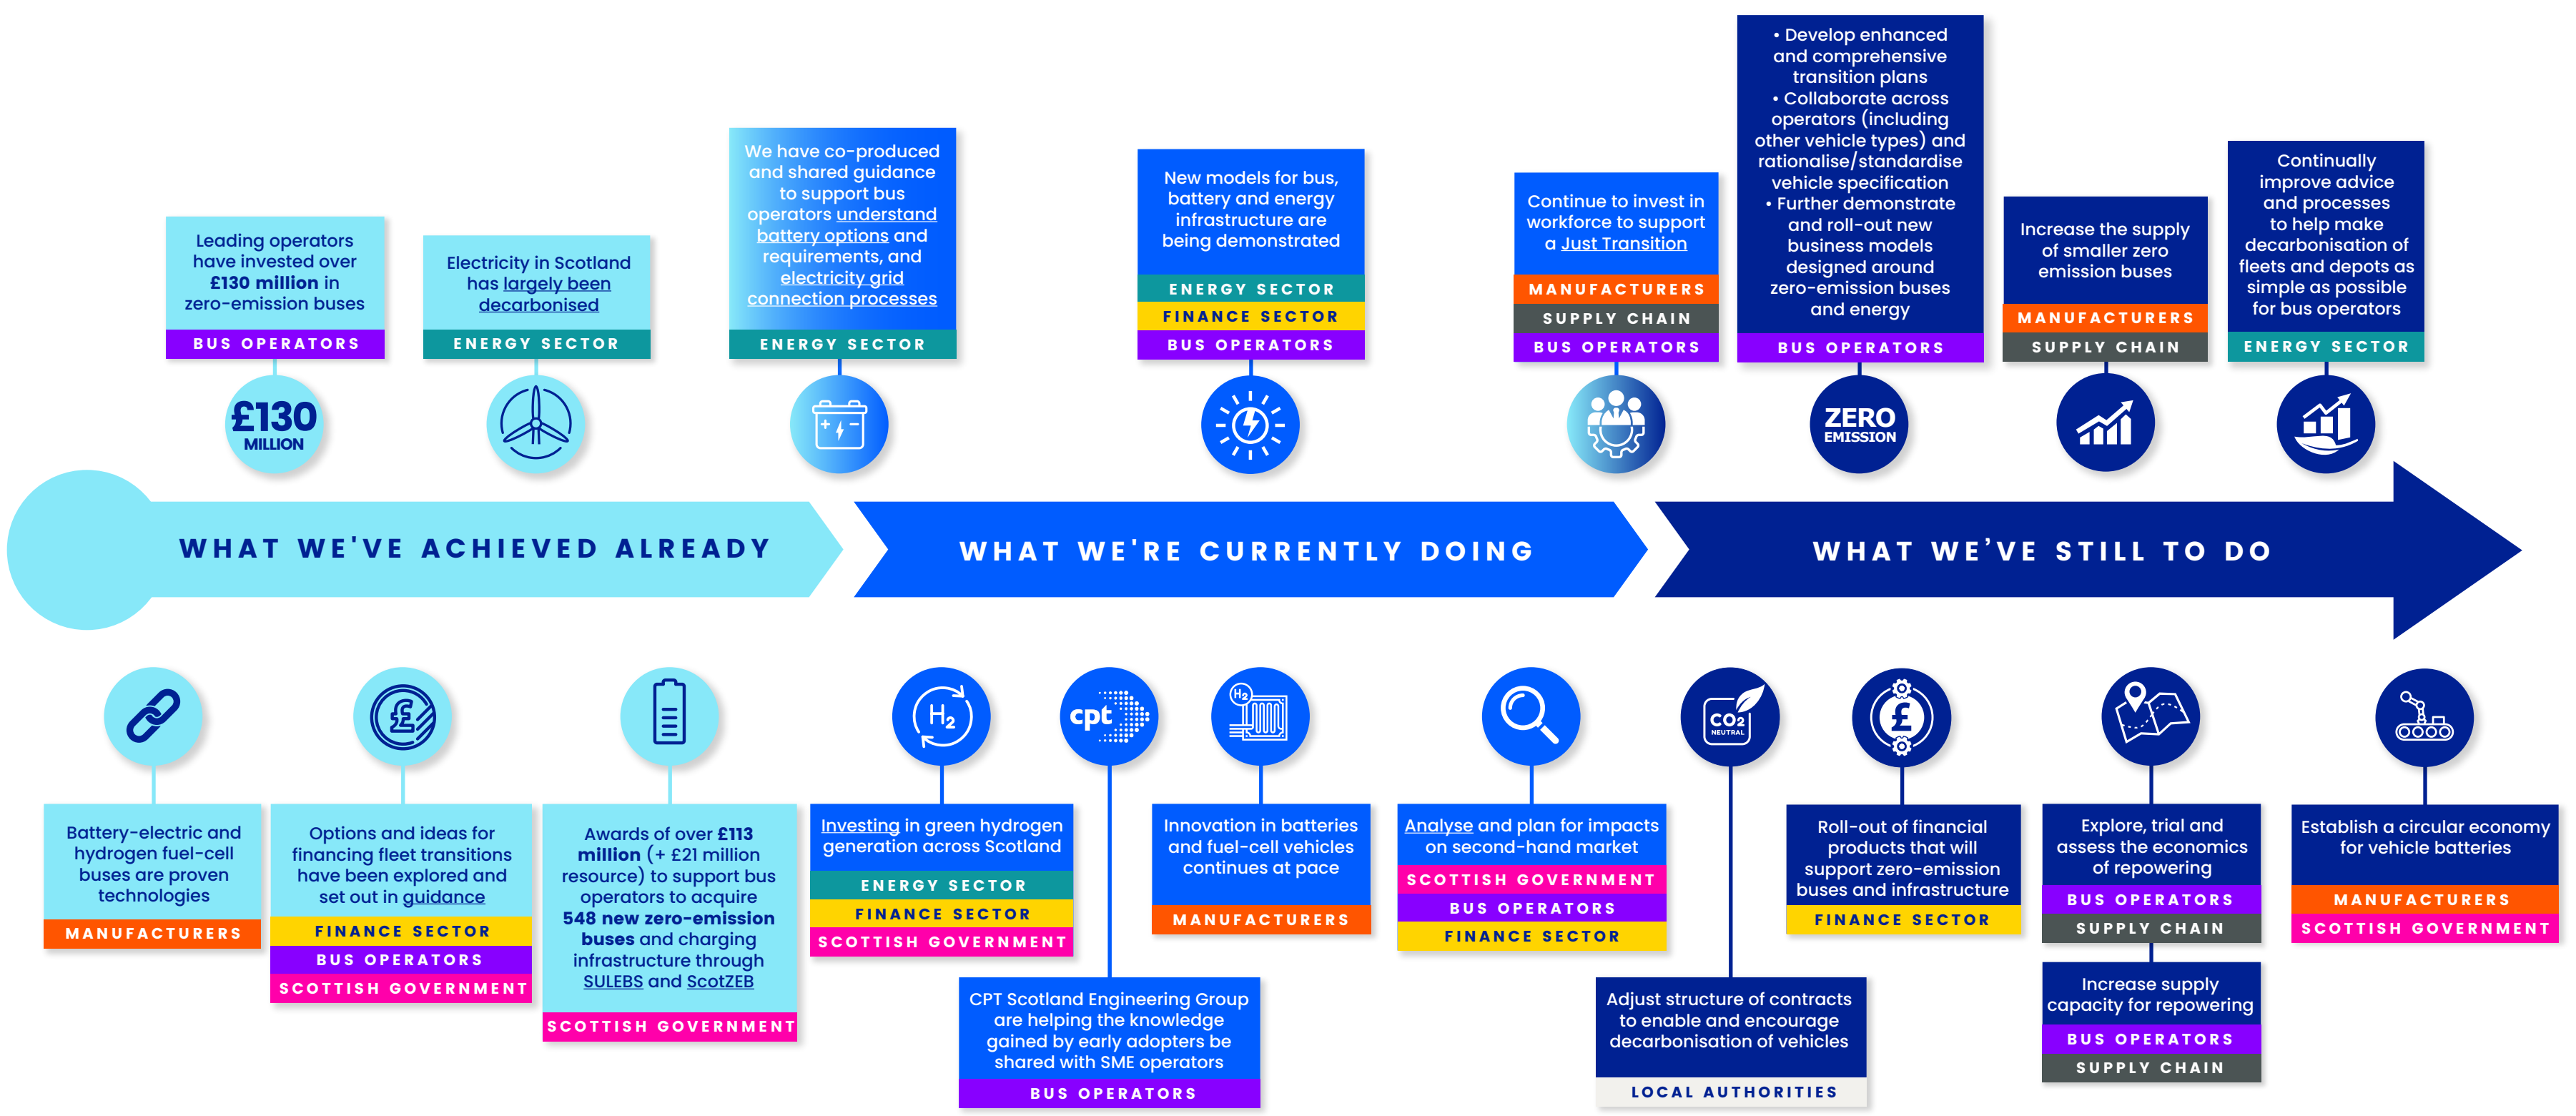 Leading operators
have invested over
£130 million in
zero-emission buses
BUS OPERATORS
£130
MILLION
Electricity in Scotland
has largely been
decarbonised
ENERGY SECTOR
We have co-produced
and shared guidance
to support bus
operators understand
battery options and
requirements, and
electricity grid
connection processes
ENERGY SECTOR
New models for bus,
battery and energy
infrastructure are
being demonstrated
ENERGY SECTOR
FINANCE SECTOR
BUS OPERATORS
Continue to invest in
workforce to support
a Just Transition
MANUFACTURERS
SUPPLY CHAIN
BUS OPERATORS
• Develop enhanced
and comprehensive
transition plans
• Collaborate across
operators (including
other vehicle types) and
rationalise/standardise
vehicle specification
• Further demonstrate
and roll-out new
business models
designed around
zero-emission buses
and energy
BUS OPERATORS
ZERO
EMISSION
Increase the supply
of smaller zero
emission buses
MANUFACTURERS
SUPPLY CHAIN
Continually
improve advice
and processes
to help make
decarbonisation of
fleets and depots as
simple as possible
for bus operators
ENERGY SECTOR
WHAT WE'VE ACHIEVED ALREADY
WHAT WE'RE CURRENTLY DOING
WHAT WE’VE STILL TO DO
Battery-electric and
hydrogen fuel-cell
buses are proven
technologies
MANUFACTURERS
£
Options and ideas for
financing fleet transitions
have been explored and
set out in guidance
FINANCE SECTOR
BUS OPERATORS
SCOTTISH GOVERNMENT
Awards of over £113
million (+ £21 million
resource) to support bus
operators to acquire
548 new zero-emission
buses and charging
infrastructure through
SULEBS and ScotZEB
SCOTTISH GOVERNMENT
H2
Investing in green hydrogen
generation across Scotland
ENERGY SECTOR
FINANCE SECTOR
SCOTTISH GOVERNMENT
cpt
CPT Scotland Engineering Group
are helping the knowledge
gained by early adopters be
shared with SME operators
BUS OPERATORS
H2
Innovation in batteries
and fuel-cell vehicles
continues at pace
MANUFACTURERS
Analyse and plan for impacts
on second-hand market
SCOTTISH GOVERNMENT
BUS OPERATORS
FINANCE SECTOR
CO2
NEUTRAL
Adjust structure of contracts
to enable and encourage
decarbonisation of vehicles
LOCAL AUTHORITIES
£
Roll-out of financial
products that will
support zero-emission
buses and infrastructure
FINANCE SECTOR
Explore, trial and
assess the economics
of repowering
BUS OPERATORS
SUPPLY CHAIN
Increase supply
capacity for repowering
BUS OPERATORS
SUPPLY CHAIN
Establish a circular economy
for vehicle batteries
MANUFACTURERS
SCOTTISH GOVERNMENT